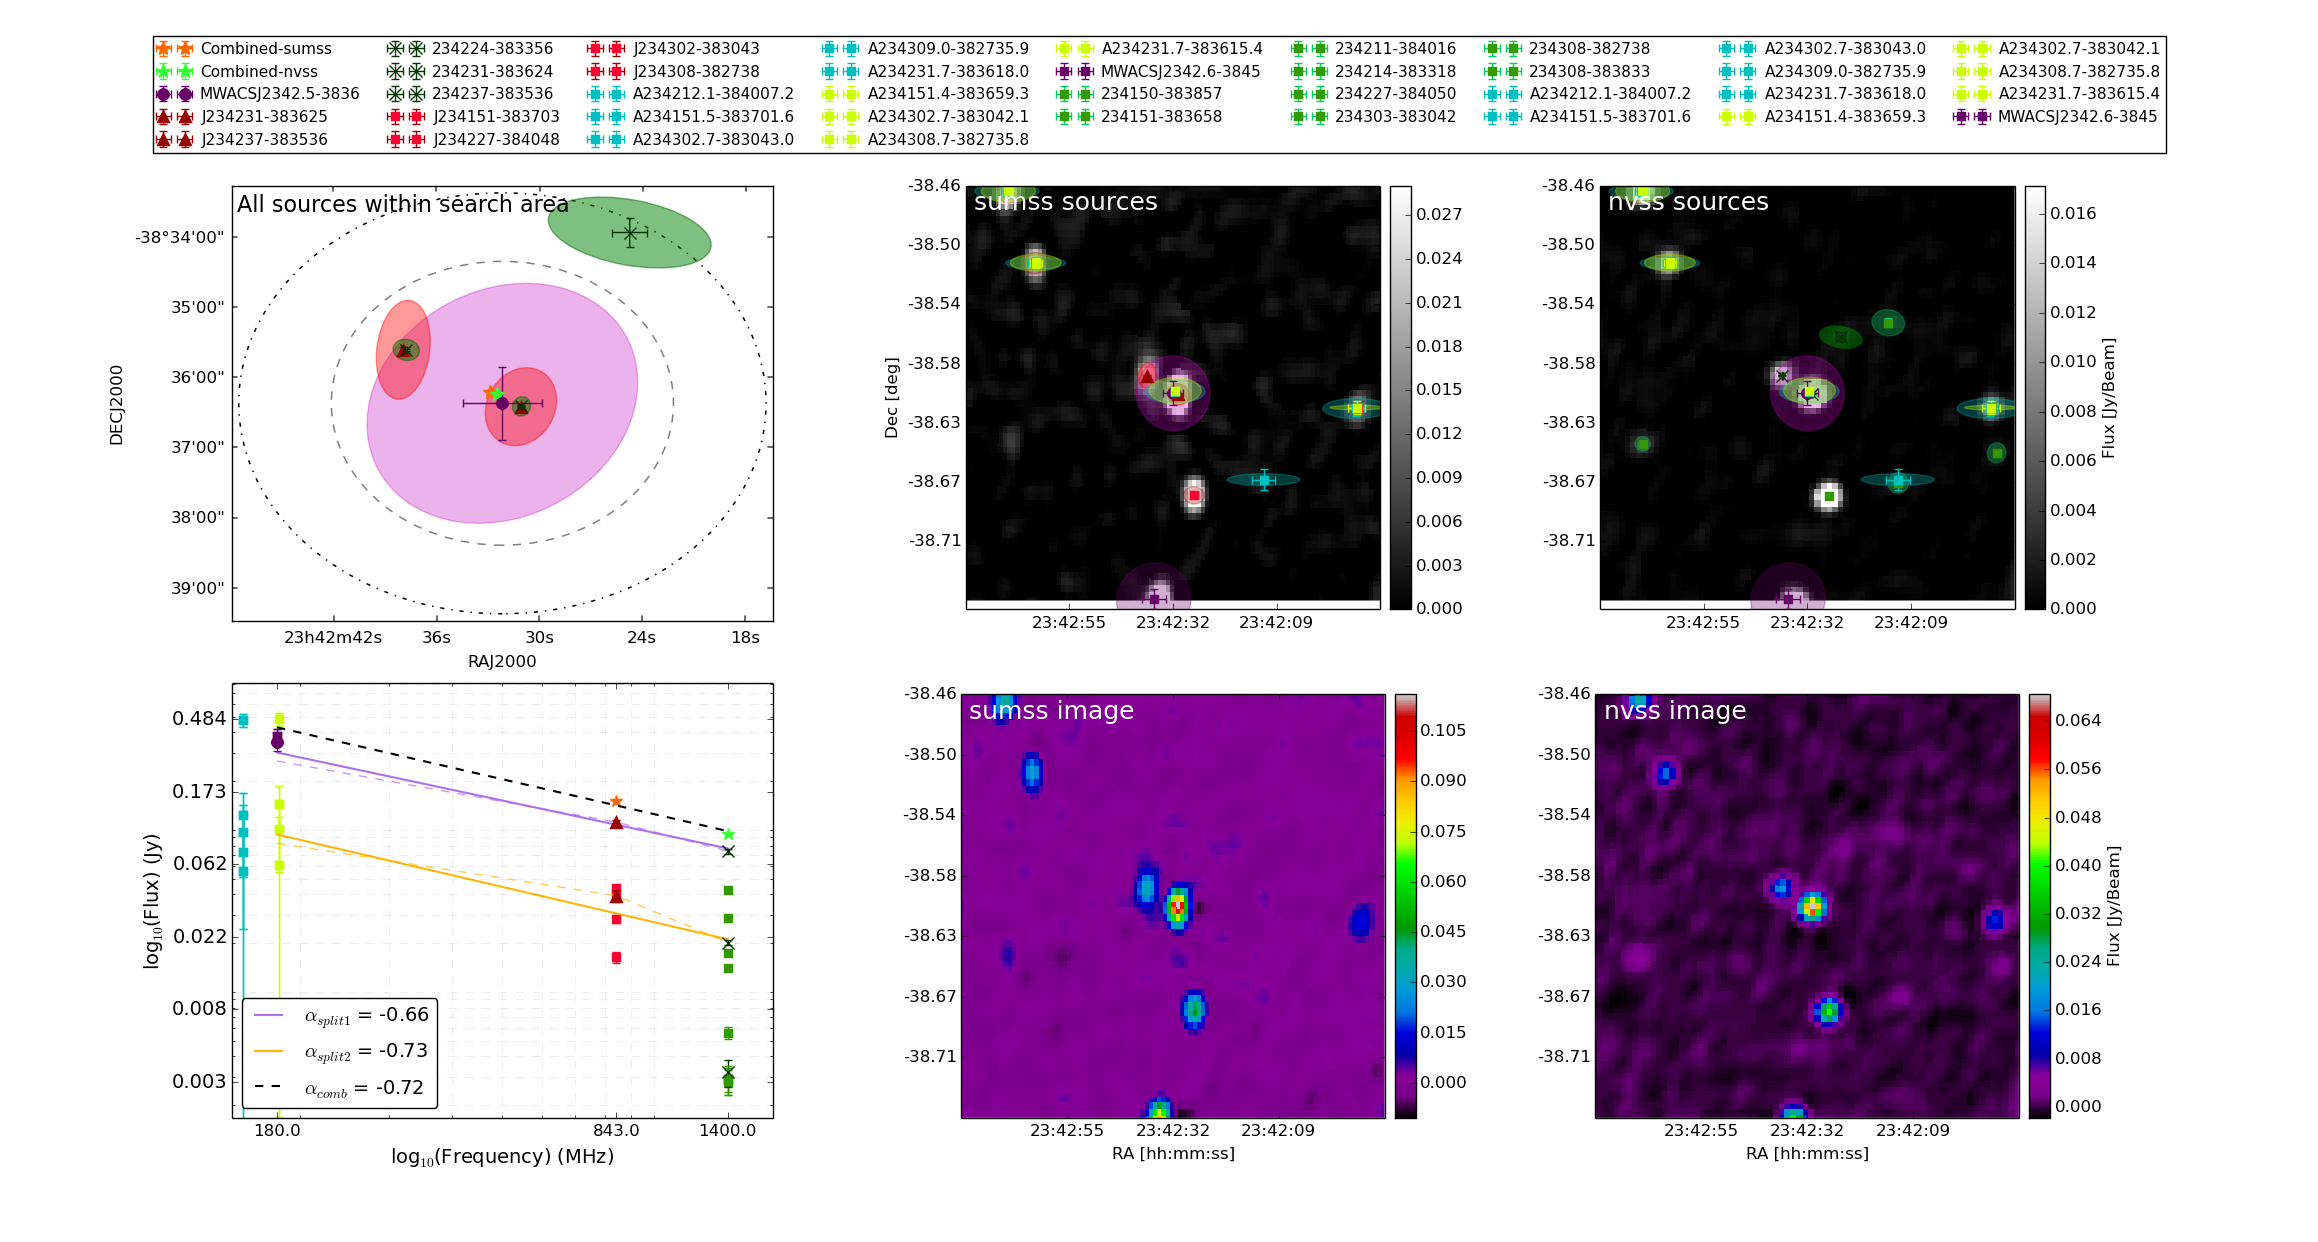 Combined-sumss
Combined-nvss
MWACSJ2342.5-3836
J234231-383625
J234237-383536
234224-383356
234231-383624
234237-383536
J234151-383703
J234227-384048
J234302-383043
J234308-382738
A234212.1-384007.2
A234151.5-383701.6
A234302.7-383043.0
A234309.0-382735.9
A234231.7-383618.0
A234151.4-383659.3
A234302.7-383042.1
A234308.7-382735.8
A234231.7-383615.4
MWACSJ2342.6-3845
234150-383857
234151-383658
234211-384016
234214-383318
234227-384050
234303-383042
234308-382738
234308-383833
A234212.1-384007.2
A234151.5-383701.6
A234302.7-383043.0
A234309.0-382735.9
A234231.7-383618.0
A234151.4-383659.3
A234302.7-383042.1
A234308.7-382735.8
A234231.7-383615.4
MWACSJ2342.6-3845
All sources within search area
-38°34'00"
35'00"
36'00"
37'00"
38'00"
39'00"
DECJ2000
23h42m42s 36s 30s 24s 18s
RAJ2000
sumss sources
-38.46
-38.50
-38.54
-38.58
-38.63
-38.67
-38.71
Dec [deg]
23:42:55 23:42:32 23:42:09
0.027
0.024
0.021
0.018
0.015
0.012
0.009
0.006
0.003
0.000
nvss sources
-38.46
-38.50
-38.54
-38.58
-38.63
-38.67
-38.71
23:42:55 23:42:32 23:42:09
0.016
0.014
0.012
0.010
0.008
0.006
0.004
0.002
0.000
Flux [Jy/Beam]
0.484
0.173
0.062
0.022
0.008
0.003
log10(Flux) (Jy)
αsplit1 = -0.66
αsplit2 = -0.73
αcomb = -0.72
180.0 843.0 1400.0
log10(Frequency) (MHz)
sumss image
-38.46
-38.50
-38.54
-38.58
-38.63
-38.67
-38.71
23:42:55 23:42:32 23:42:09
RA [hh:mm:ss]
0.105
0.090
0.075
0.060
0.045
0.030
0.015
0.000
nvss image
-38.46
-38.50
-38.54
-38.58
-38.63
-38.67
-38.71
23:42:55 23:42:32 23:42:09
RA [hh:mm:ss]
0.064
0.056
0.048
0.040
0.032
0.024
0.016
0.008
0.000
Flux [Jy/Beam]